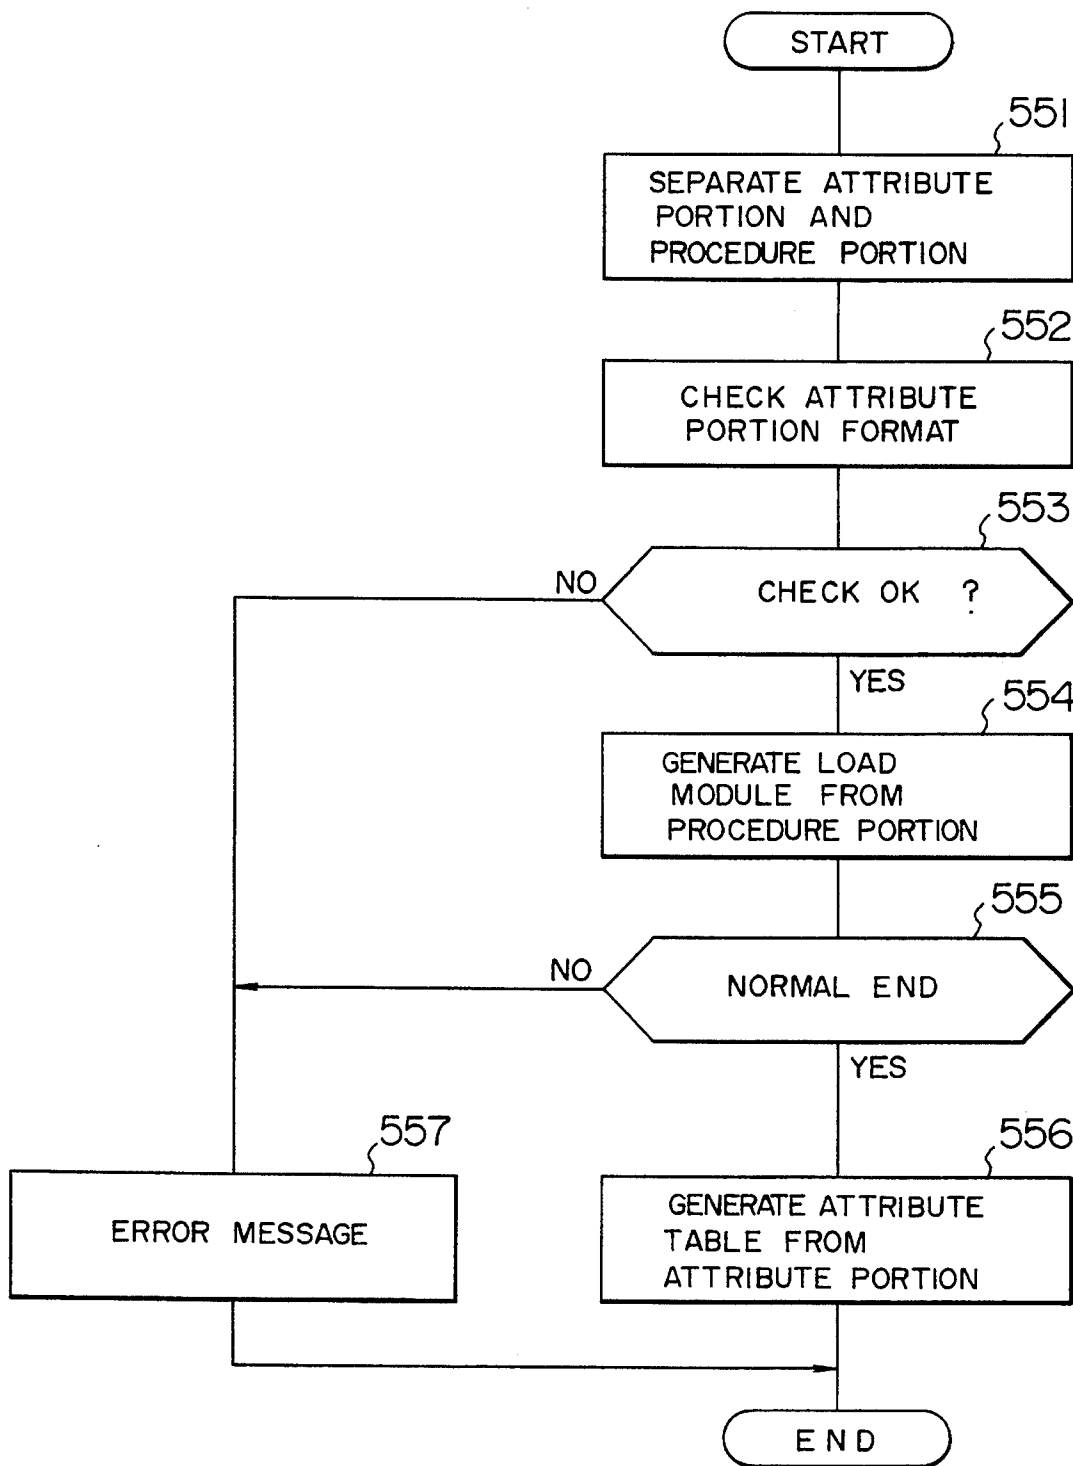 START
551
SEPARATE ATTRIBUTE
PORTION AND
PROCEDURE PORTION
552
CHECK ATTRIBUTE
PORTION FORMAT
553
NO
CHECK OK ?
YES
554
GENERATE LOAD
MODULE FROM
PROCEDURE PORTION
555
NO
NORMAL END
YES
557
ERROR MESSAGE
556
GENERATE ATTRIBUTE
TABLE FROM
ATTRIBUTE PORTION
END